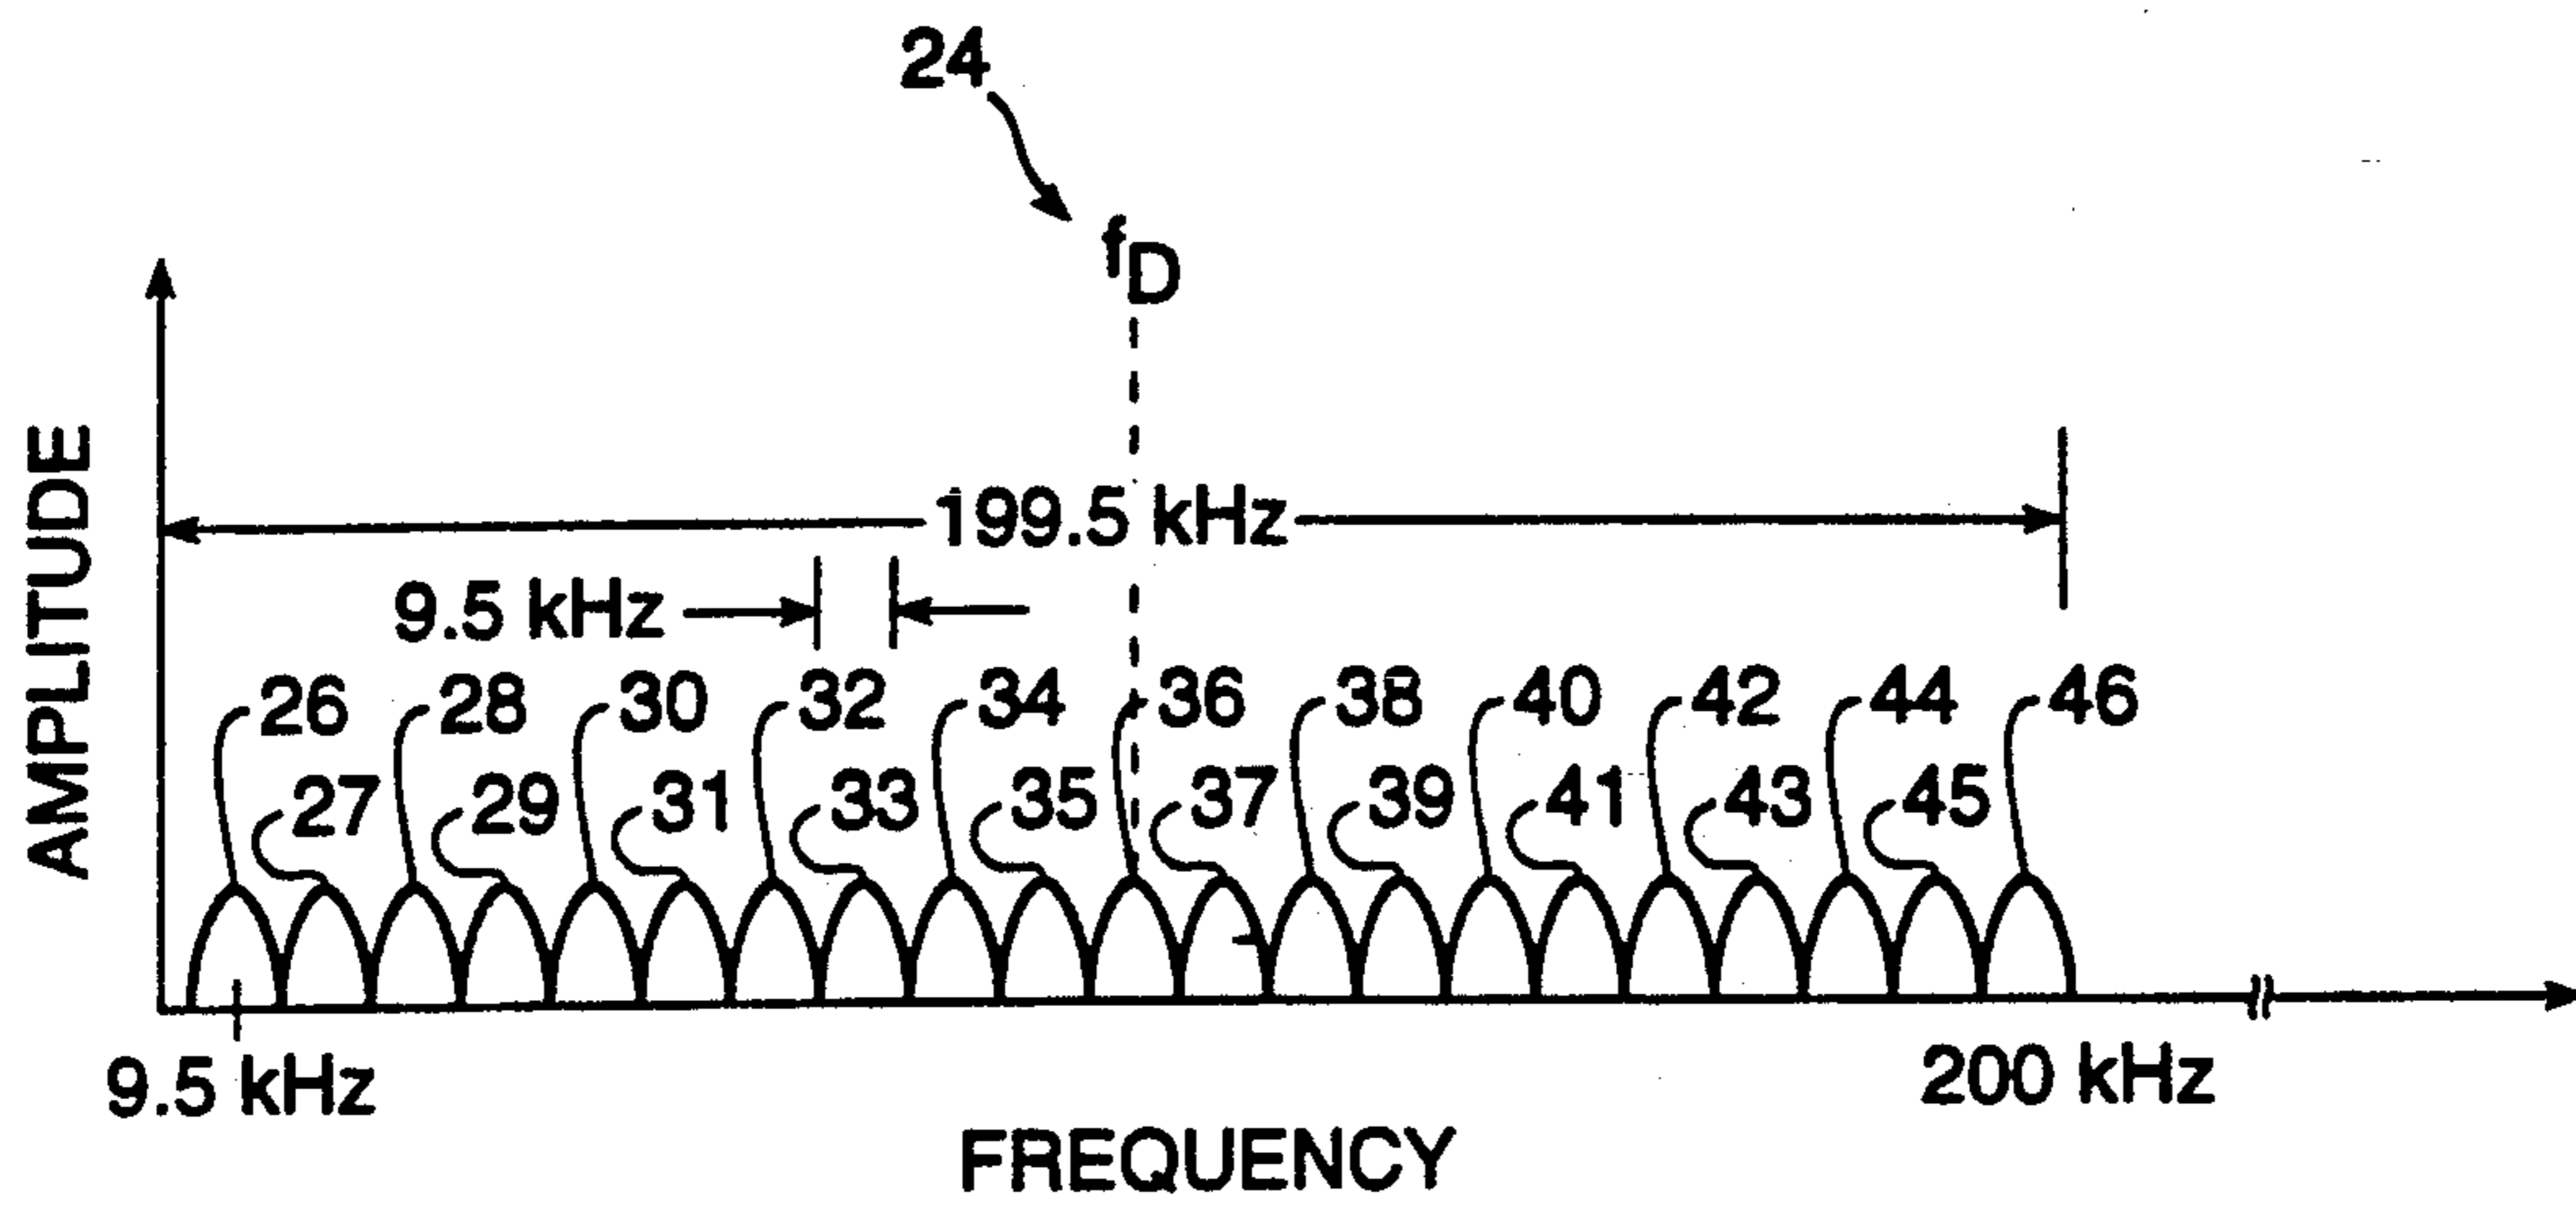 24
fD
199.5 kHz
9.5 kHz
26 28 30 32 34 36 38 40 42 44 46
27 29 31 33 35 37 39 41 43 45
AMPLITUDE
9.5 kHz
200 kHz
FREQUENCY